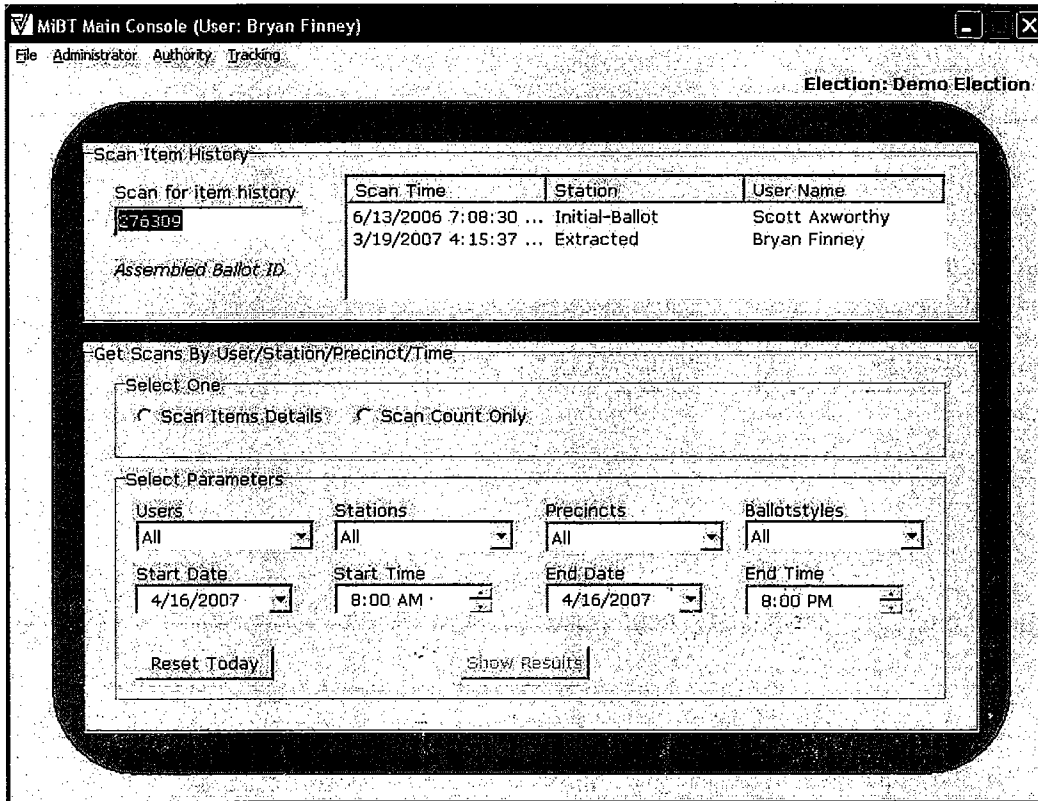 MiBT Main Console (User: Bryan Finney)
File Administrator Authority Tracking
Election: Demo Election
Scan Item History
Scan for item history
276309
Assembled Ballot ID
Scan Time Station User Name
6/13/2006 7:08:30 ... Initial-Ballot Scott Axworthy
3/19/2007 4:15:37 ... Extracted Bryan Finney
Get Scans By User/Station/Precinct/Time
Select One
Scan Items Details Scan Count Only
Select Parameters
Users Stations Precincts Ballotstyles
All All All All
Start Date Start Time End Date End Time
4/16/2007 8:00 AM 4/16/2007 8:00 PM
Reset Today Show Results